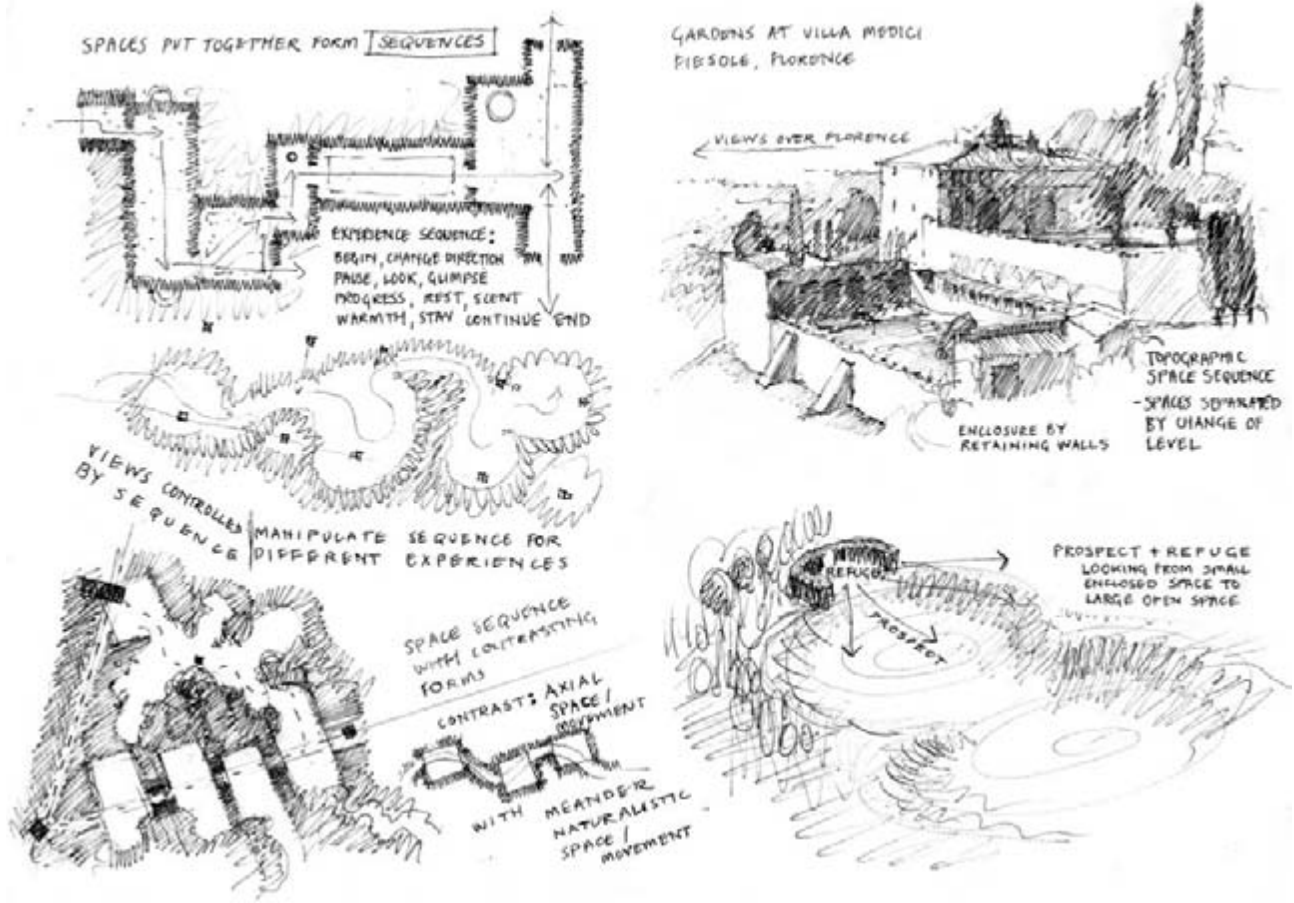 SPACES PUT TOGETHER FORM SEQUENCES
EXPERIENCE SEQUENCE:
BEGIN, CHANGE DIRECTION
PAUSE, LOOK, GLIMPSE
PROGRESS, REST, SCENT
WARMTH, STAY CONTINUE END
VIEWS CONTROLLED
BY SEQUENCE
MANIPULATE SEQUENCE FOR
DIFFERENT EXPERIENCES
SPACE SEQUENCE
WITH CONTRASTING
FORMS
CONTRAST: AXIAL
SPACE/
MOVEMENT
WITH MEANDER
NATURALISTIC
SPACE/
MOVEMENT
GARDENS AT VILLA MEDICI
FIESOLE, FLORENCE
VIEWS OVER FLORENCE
TOPOGRAPHIC
SPACE SEQUENCE
- SPACES SEPARATED
BY CHANGE OF
LEVEL
ENCLOSURE BY
RETAINING WALLS
REFUGE
PROSPECT
PROSPECT + REFUGE
LOOKING FROM SMALL
ENCLOSED SPACE TO
LARGE OPEN SPACE